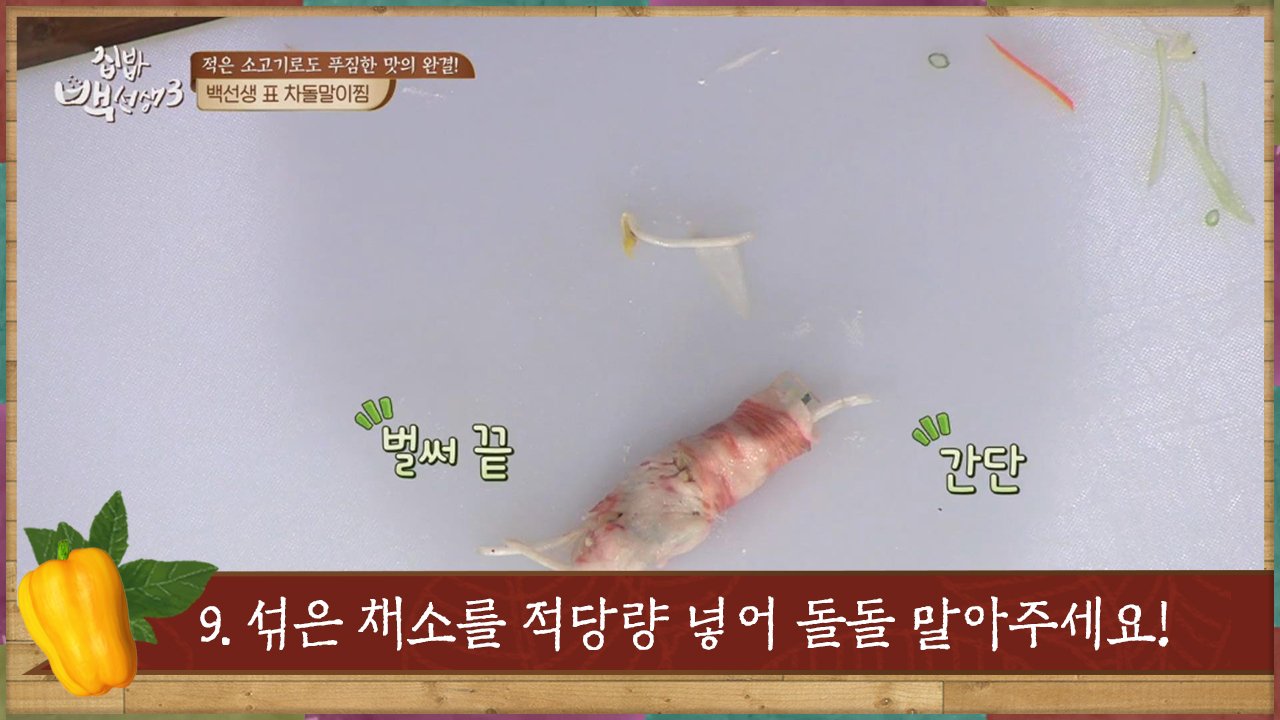 집밥
백선생3
적은 소고기로도 푸짐한 맛의 완결!
백선생 표 차돌말이찜
벌써 끝
간단
9. 섞은 채소를 적당량 넣어 돌돌 말아주세요!